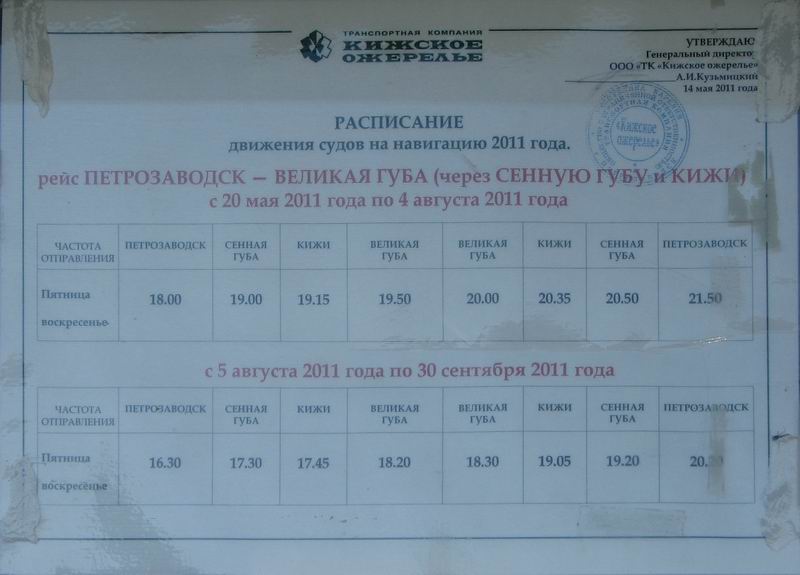 ТРАНСПОРТНАЯ КОМПАНИЯ
КИЖСКОЕ
ОЖЕРЕЛЬЕ
УТВЕРЖДАЮ
Генеральный директо
ООО «ТК «Кижское ожерелье»
А.И.Кузьмицкий
14 мая 2011 года
«Кижское
ожерелье»
РАСПИСАНИЕ
движения судов на навигацию 2011 года.
рейс ПЕТРОЗАВОДСК – ВЕЛИКАЯ ГУБА (через СЕННУЮ ГУБУ и КИЖИ)
с 20 мая 2011 года по 4 августа 2011 года
ЧАСТОТА ОТПРАВЛЕНИЯ ПЕТРОЗАВОДСК СЕННАЯ ГУБА КИЖИ ВЕЛИКАЯ ГУБА ВЕЛИКАЯ ГУБА КИЖИ СЕННАЯ ГУБА ПЕТРОЗАВОДСК
Пятница воскресенье 18.00 19.00 19.15 19.50 20.00 20.35 20.50 21.50
с 5 августа 2011 года по 30 сентября 2011 года
ЧАСТОТА ОТПРАВЛЕНИЯ ПЕТРОЗАВОДСК СЕННАЯ ГУБА КИЖИ ВЕЛИКАЯ ГУБА ВЕЛИКАЯ ГУБА КИЖИ СЕННАЯ ГУБА ПЕТРОЗАВОДСК
Пятница воскресенье 16.30 17.30 17.45 18.20 18.30 19.05 19.20